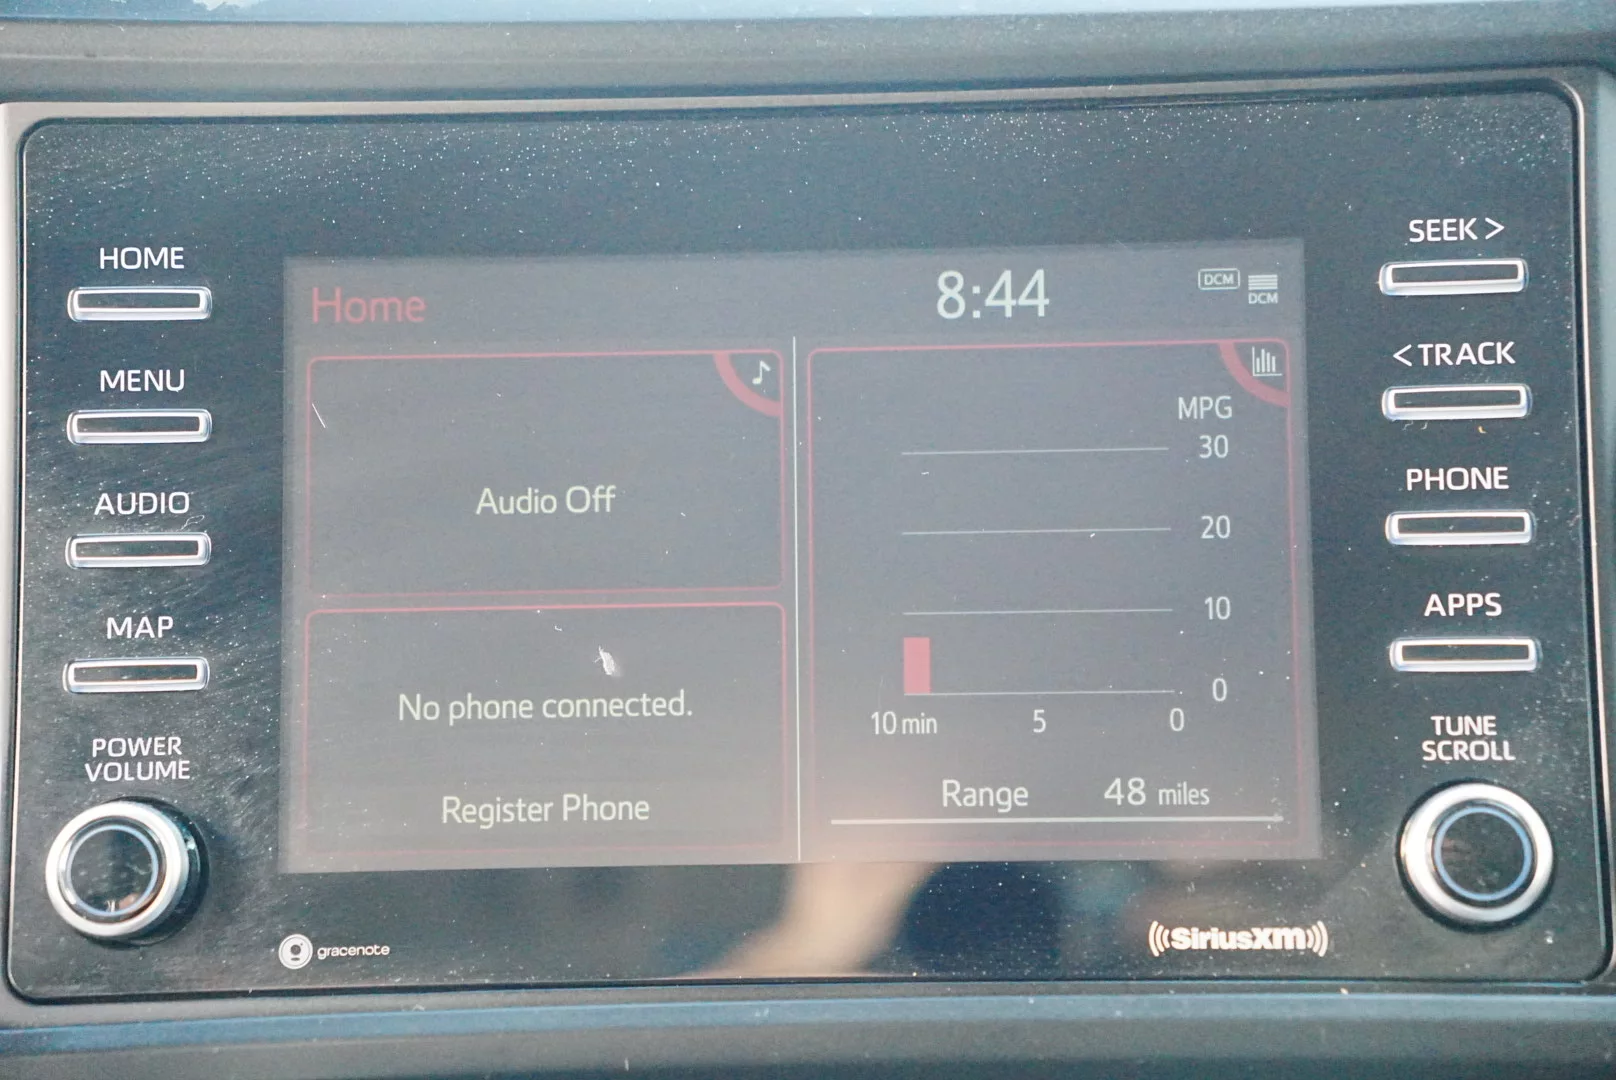 HOME
MENU
AUDIO
MAP
POWER
VOLUME
Home
8:44
DCM
DCM
Audio Off
No phone connected.
Register Phone
MPG
30
20
10
0
10 min 5 0
Range 48 miles
SEEK >
< TRACK
PHONE
APPS
TUNE
SCROLL
gracenote
((SiriusXM))